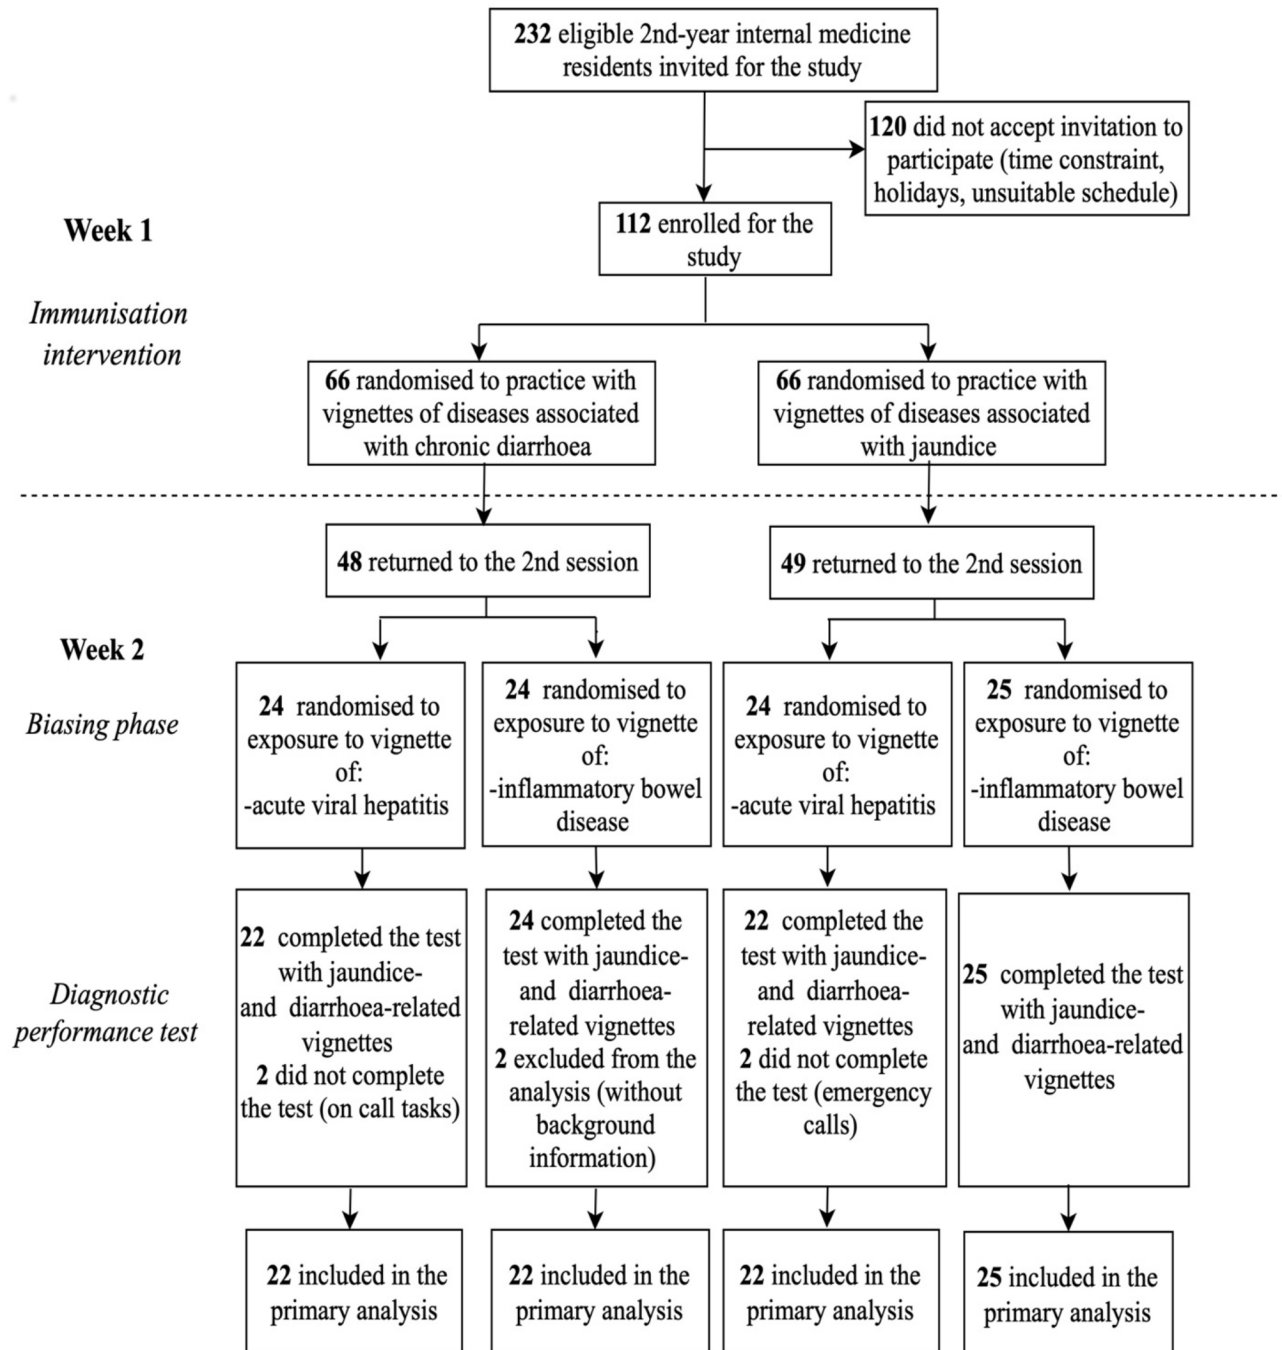 232 eligible 2nd-year internal medicine
residents invited for the study
120 did not accept invitation to
participate (time constraint,
holidays, unsuitable schedule)
112 enrolled for the
study
Week 1
Immunisation
intervention
66 randomised to practice with
vignettes of diseases associated
with chronic diarrhoea
66 randomised to practice with
vignettes of diseases associated
with jaundice
48 returned to the 2nd session
49 returned to the 2nd session
Week 2
Biasing phase
24 randomised to
exposure to vignette
of:
-acute viral hepatitis
24 randomised to
exposure to vignette
of:
-inflammatory bowel
disease
24 randomised to
exposure to vignette
of:
-acute viral hepatitis
25 randomised to
exposure to vignette
of:
-inflammatory bowel
disease
Diagnostic
performance test
22 completed the test
with jaundice-
and diarrhoea-related
vignettes
2 did not complete
the test (on call tasks)
24 completed the
test with jaundice-
and diarrhoea-
related vignettes
2 excluded from the
analysis (without
background
information)
22 completed the
test with jaundice-
and diarrhoea-
related vignettes
2 did not complete
the test (emergency
calls)
25 completed the test
with jaundice-
and diarrhoea-related
vignettes
22 included in the
primary analysis
22 included in the
primary analysis
22 included in the
primary analysis
25 included in the
primary analysis